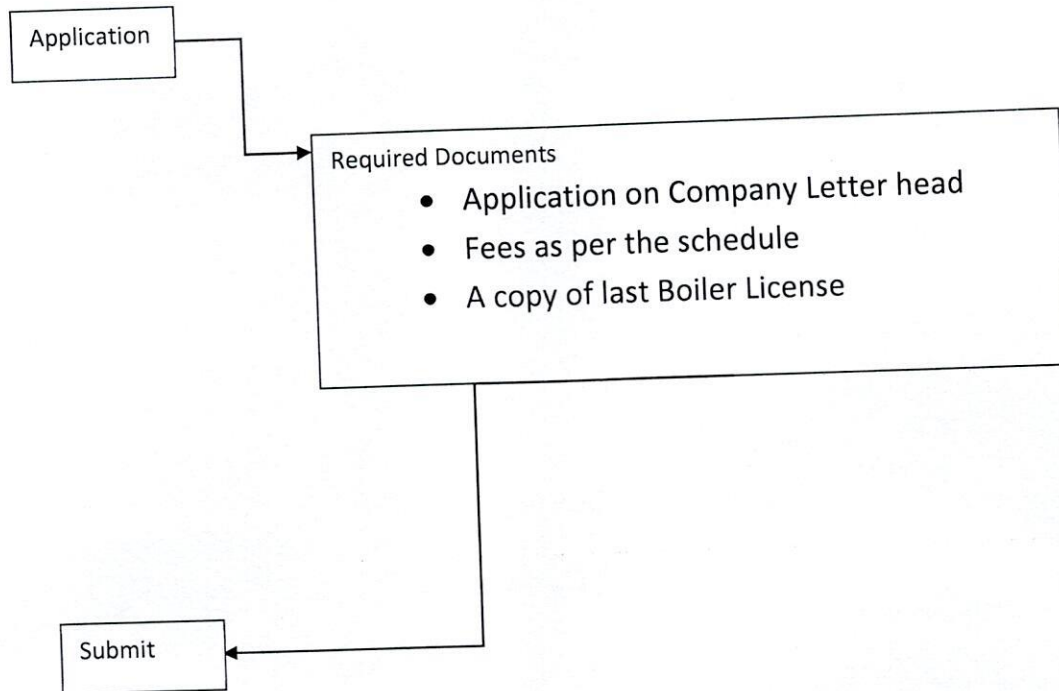 Application
Required Documents
• Application on Company Letter head
• Fees as per the schedule
• A copy of last Boiler License
Submit